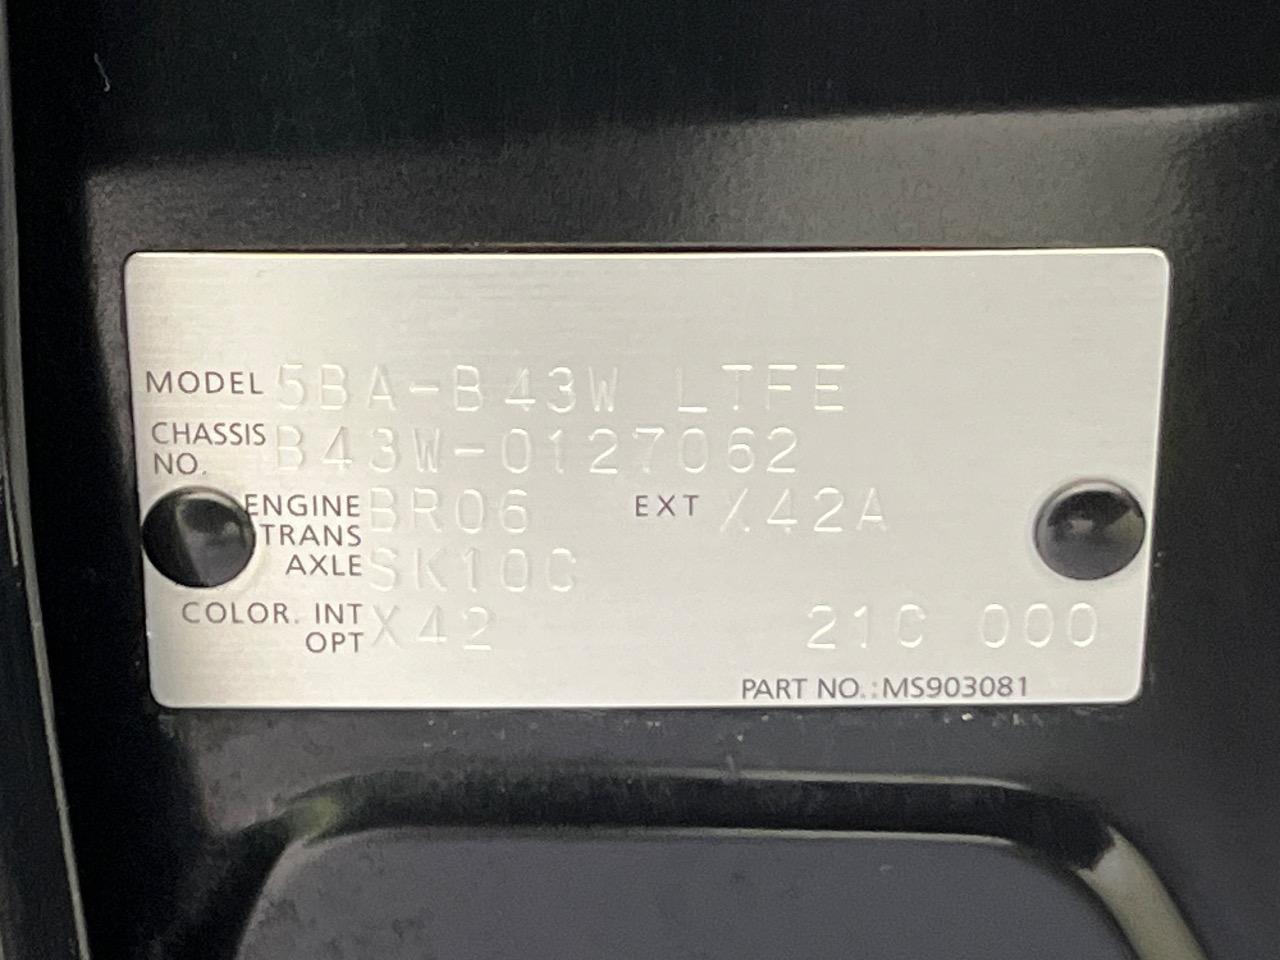 MODEL 5BA-B43W LTFE
CHASSIS NO. B43W-0127062
ENGINE BR06 EXT X42A
TRANS AXLE SK10C
COLOR. INT OPT X42 21C 000
PART NO.:MS903081